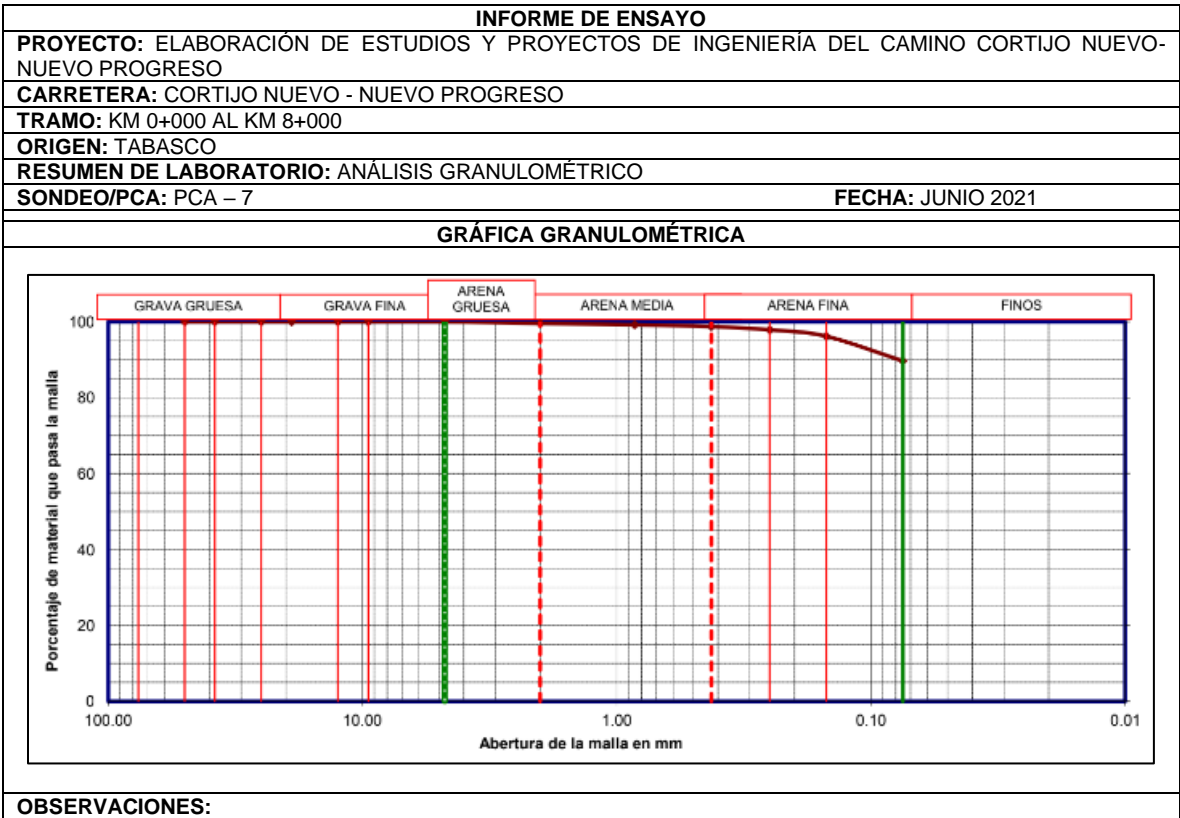 INFORME DE ENSAYO
PROYECTO: ELABORACIÓN DE ESTUDIOS Y PROYECTOS DE INGENIERÍA DEL CAMINO CORTIJO NUEVO-
NUEVO PROGRESO
CARRETERA: CORTIJO NUEVO - NUEVO PROGRESO
TRAMO: KM 0+000 AL KM 8+000
ORIGEN: TABASCO
RESUMEN DE LABORATORIO: ANÁLISIS GRANULOMÉTRICO
SONDEO/PCA: PCA – 7 FECHA: JUNIO 2021
GRÁFICA GRANULOMÉTRICA
GRAVA GRUESA
GRAVA FINA
ARENA
GRUESA
ARENA MEDIA
ARENA FINA
FINOS
Porcentaje de material que pasa la malla
100
80
60
40
20
0
100.00 10.00 1.00 0.10 0.01
Abertura de la malla en mm
OBSERVACIONES: